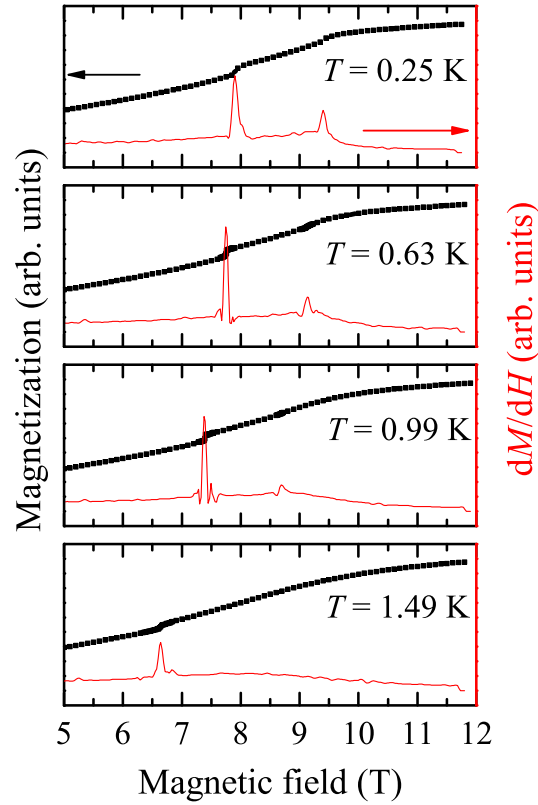 T = 0.25 K
T = 0.63 K
T = 0.99 K
T = 1.49 K
5 6 7 8 9 10 11 12
Magnetic field (T)
Magnetization (arb. units)
dM/dH (arb. units)